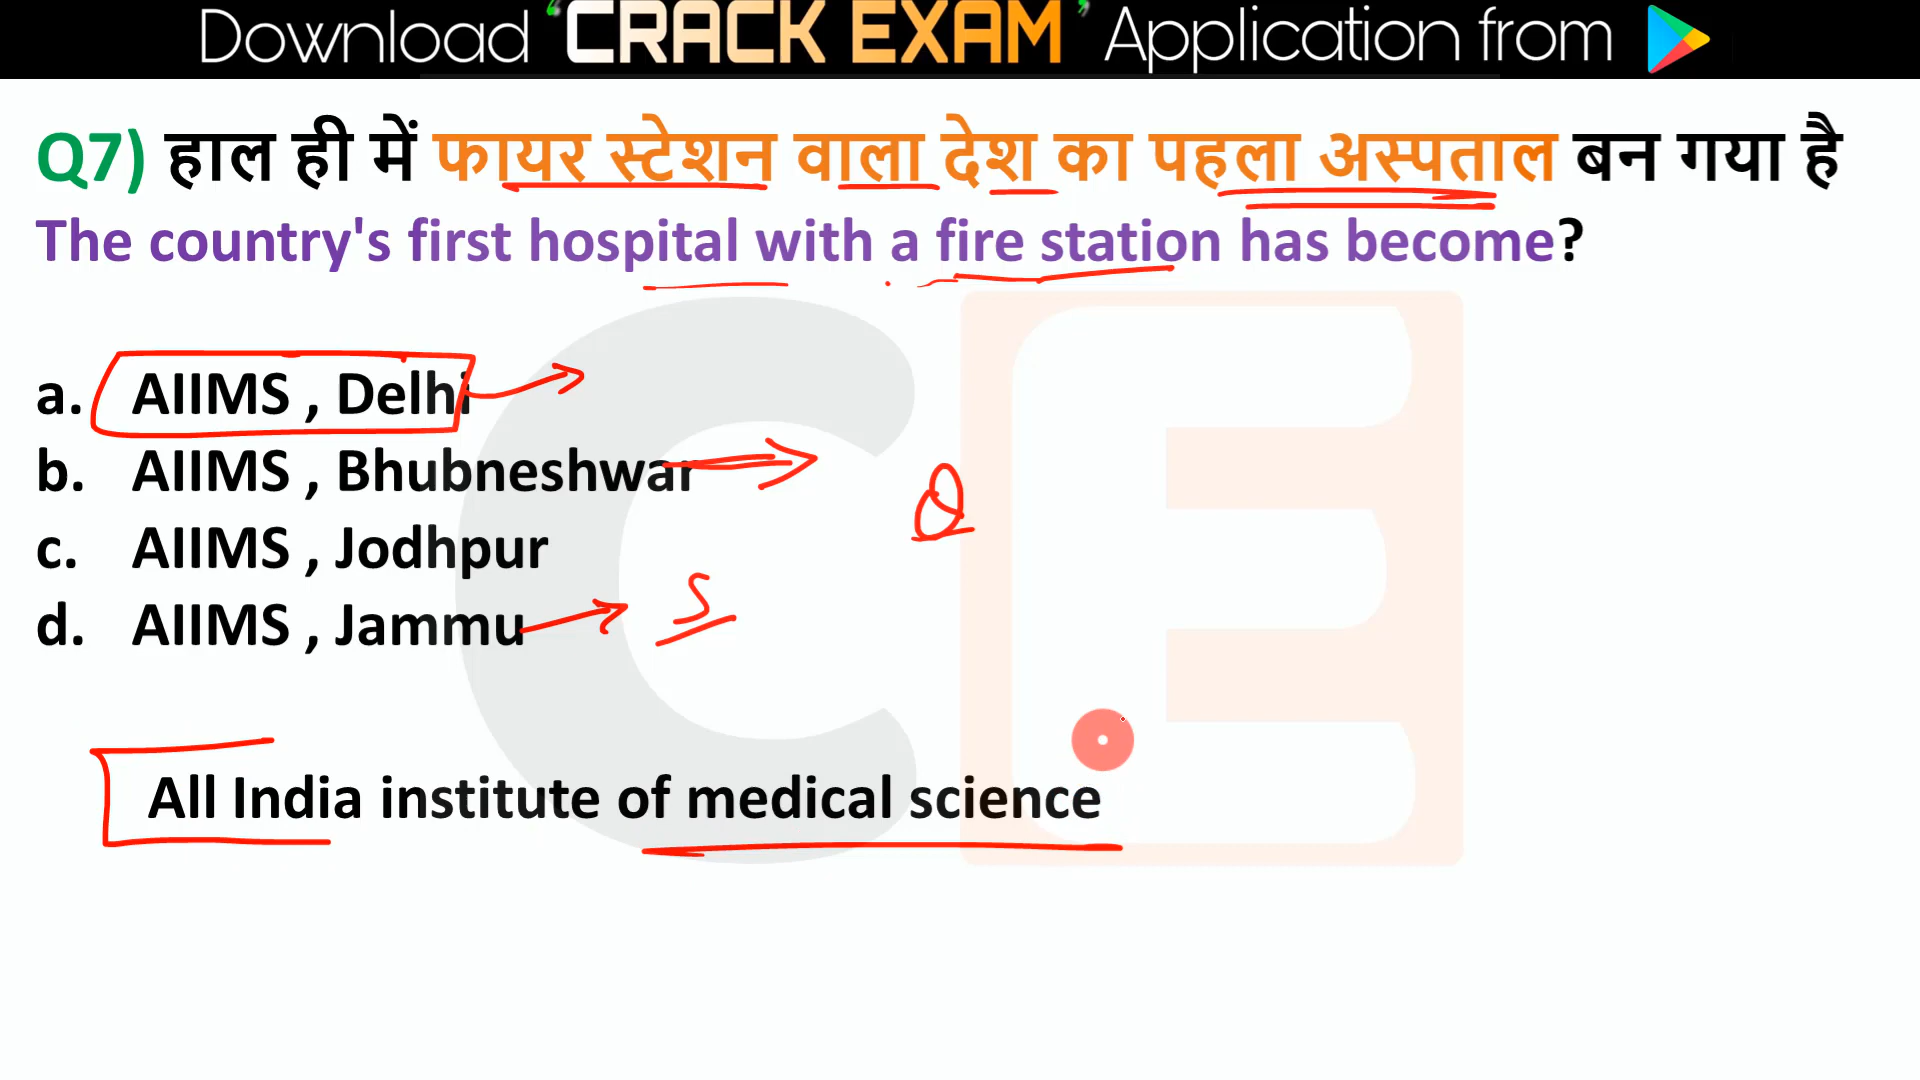 Download 'CRACK EXAM' Application from
Q7) हाल ही में फायर स्टेशन वाला देश का पहला अस्पताल बन गया है
The country's first hospital with a fire station has become?
a. AIIMS , Delhi
b. AIIMS , Bhubneshwar
c. AIIMS , Jodhpur
d. AIIMS , Jammu
All India institute of medical science
CE